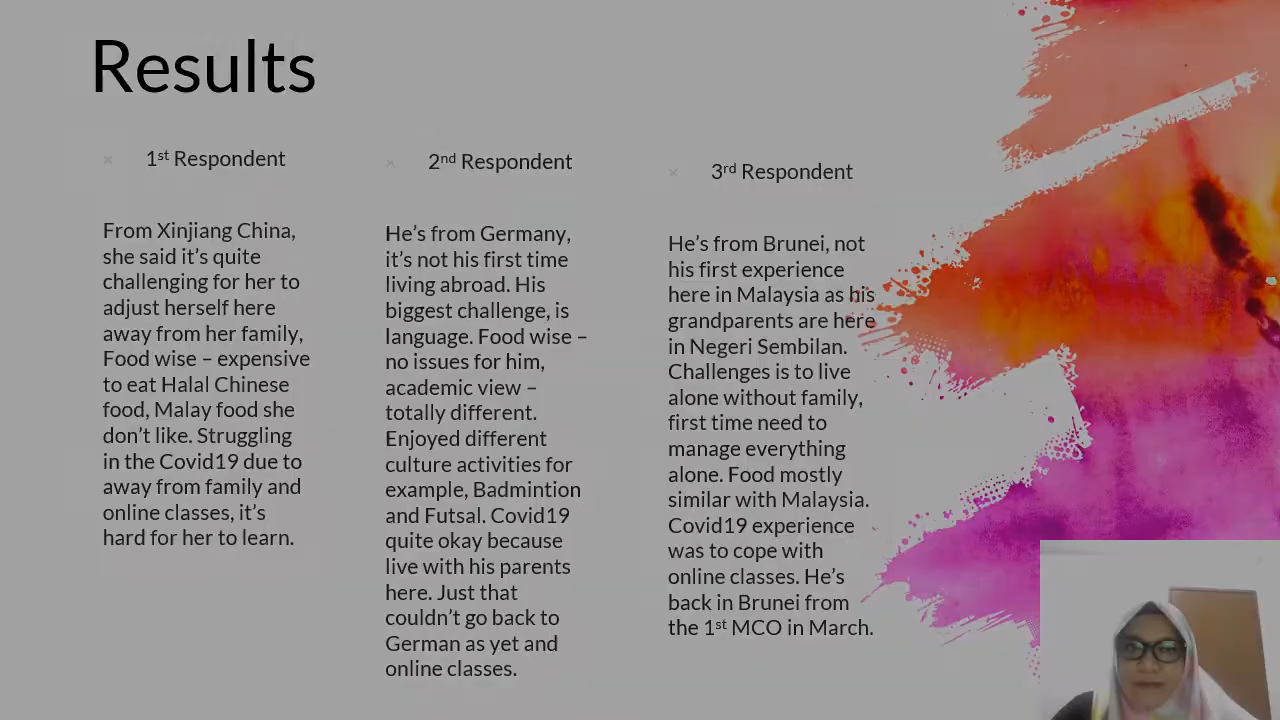 Results
1st Respondent
From Xinjiang China,
she said it's quite
challenging for her to
adjust herself here
away from her family,
Food wise – expensive
to eat Halal Chinese
food, Malay food she
don't like. Struggling
in the Covid19 due to
away from family and
online classes, it's
hard for her to learn.
2nd Respondent
He's from Germany,
it's not his first time
living abroad. His
biggest challenge, is
language. Food wise –
no issues for him,
academic view –
totally different.
Enjoyed different
culture activities for
example, Badmintion
and Futsal. Covid19
quite okay because
live with his parents
here. Just that
couldn't go back to
German as yet and
online classes.
3rd Respondent
He's from Brunei, not
his first experience
here in Malaysia as his
grandparents are here
in Negeri Sembilan.
Challenges is to live
alone without family,
first time need to
manage everything
alone. Food mostly
similar with Malaysia.
Covid19 experience
was to cope with
online classes. He's
back in Brunei from
the 1st MCO in March.